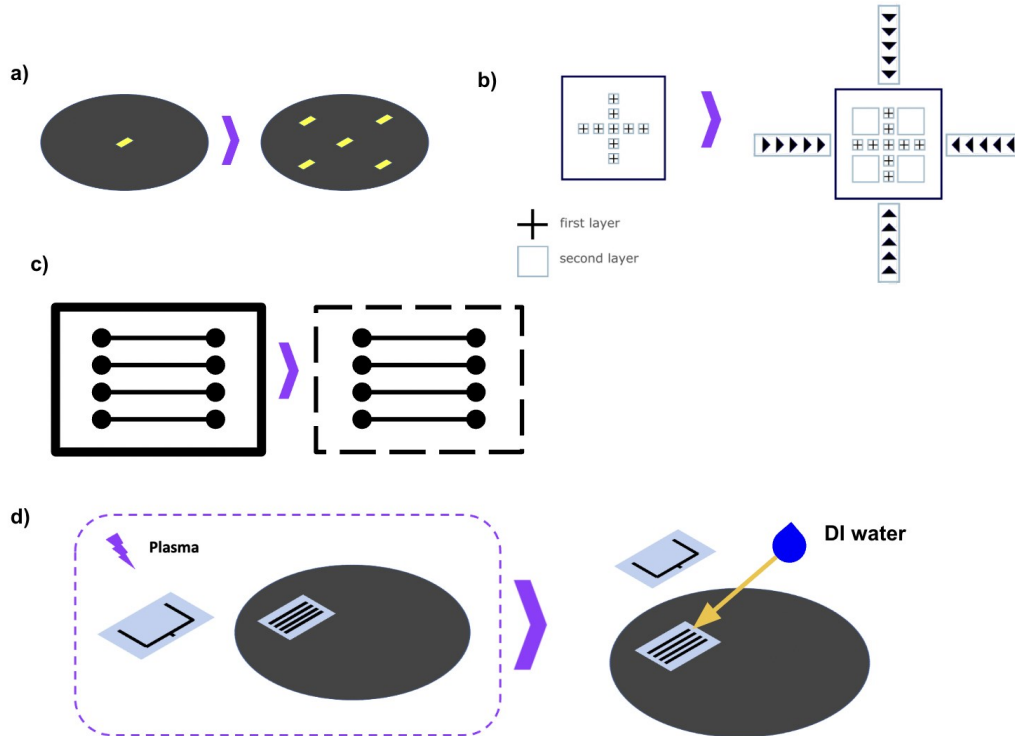 a)
b)
first layer
second layer
c)
d)
Plasma
DI water